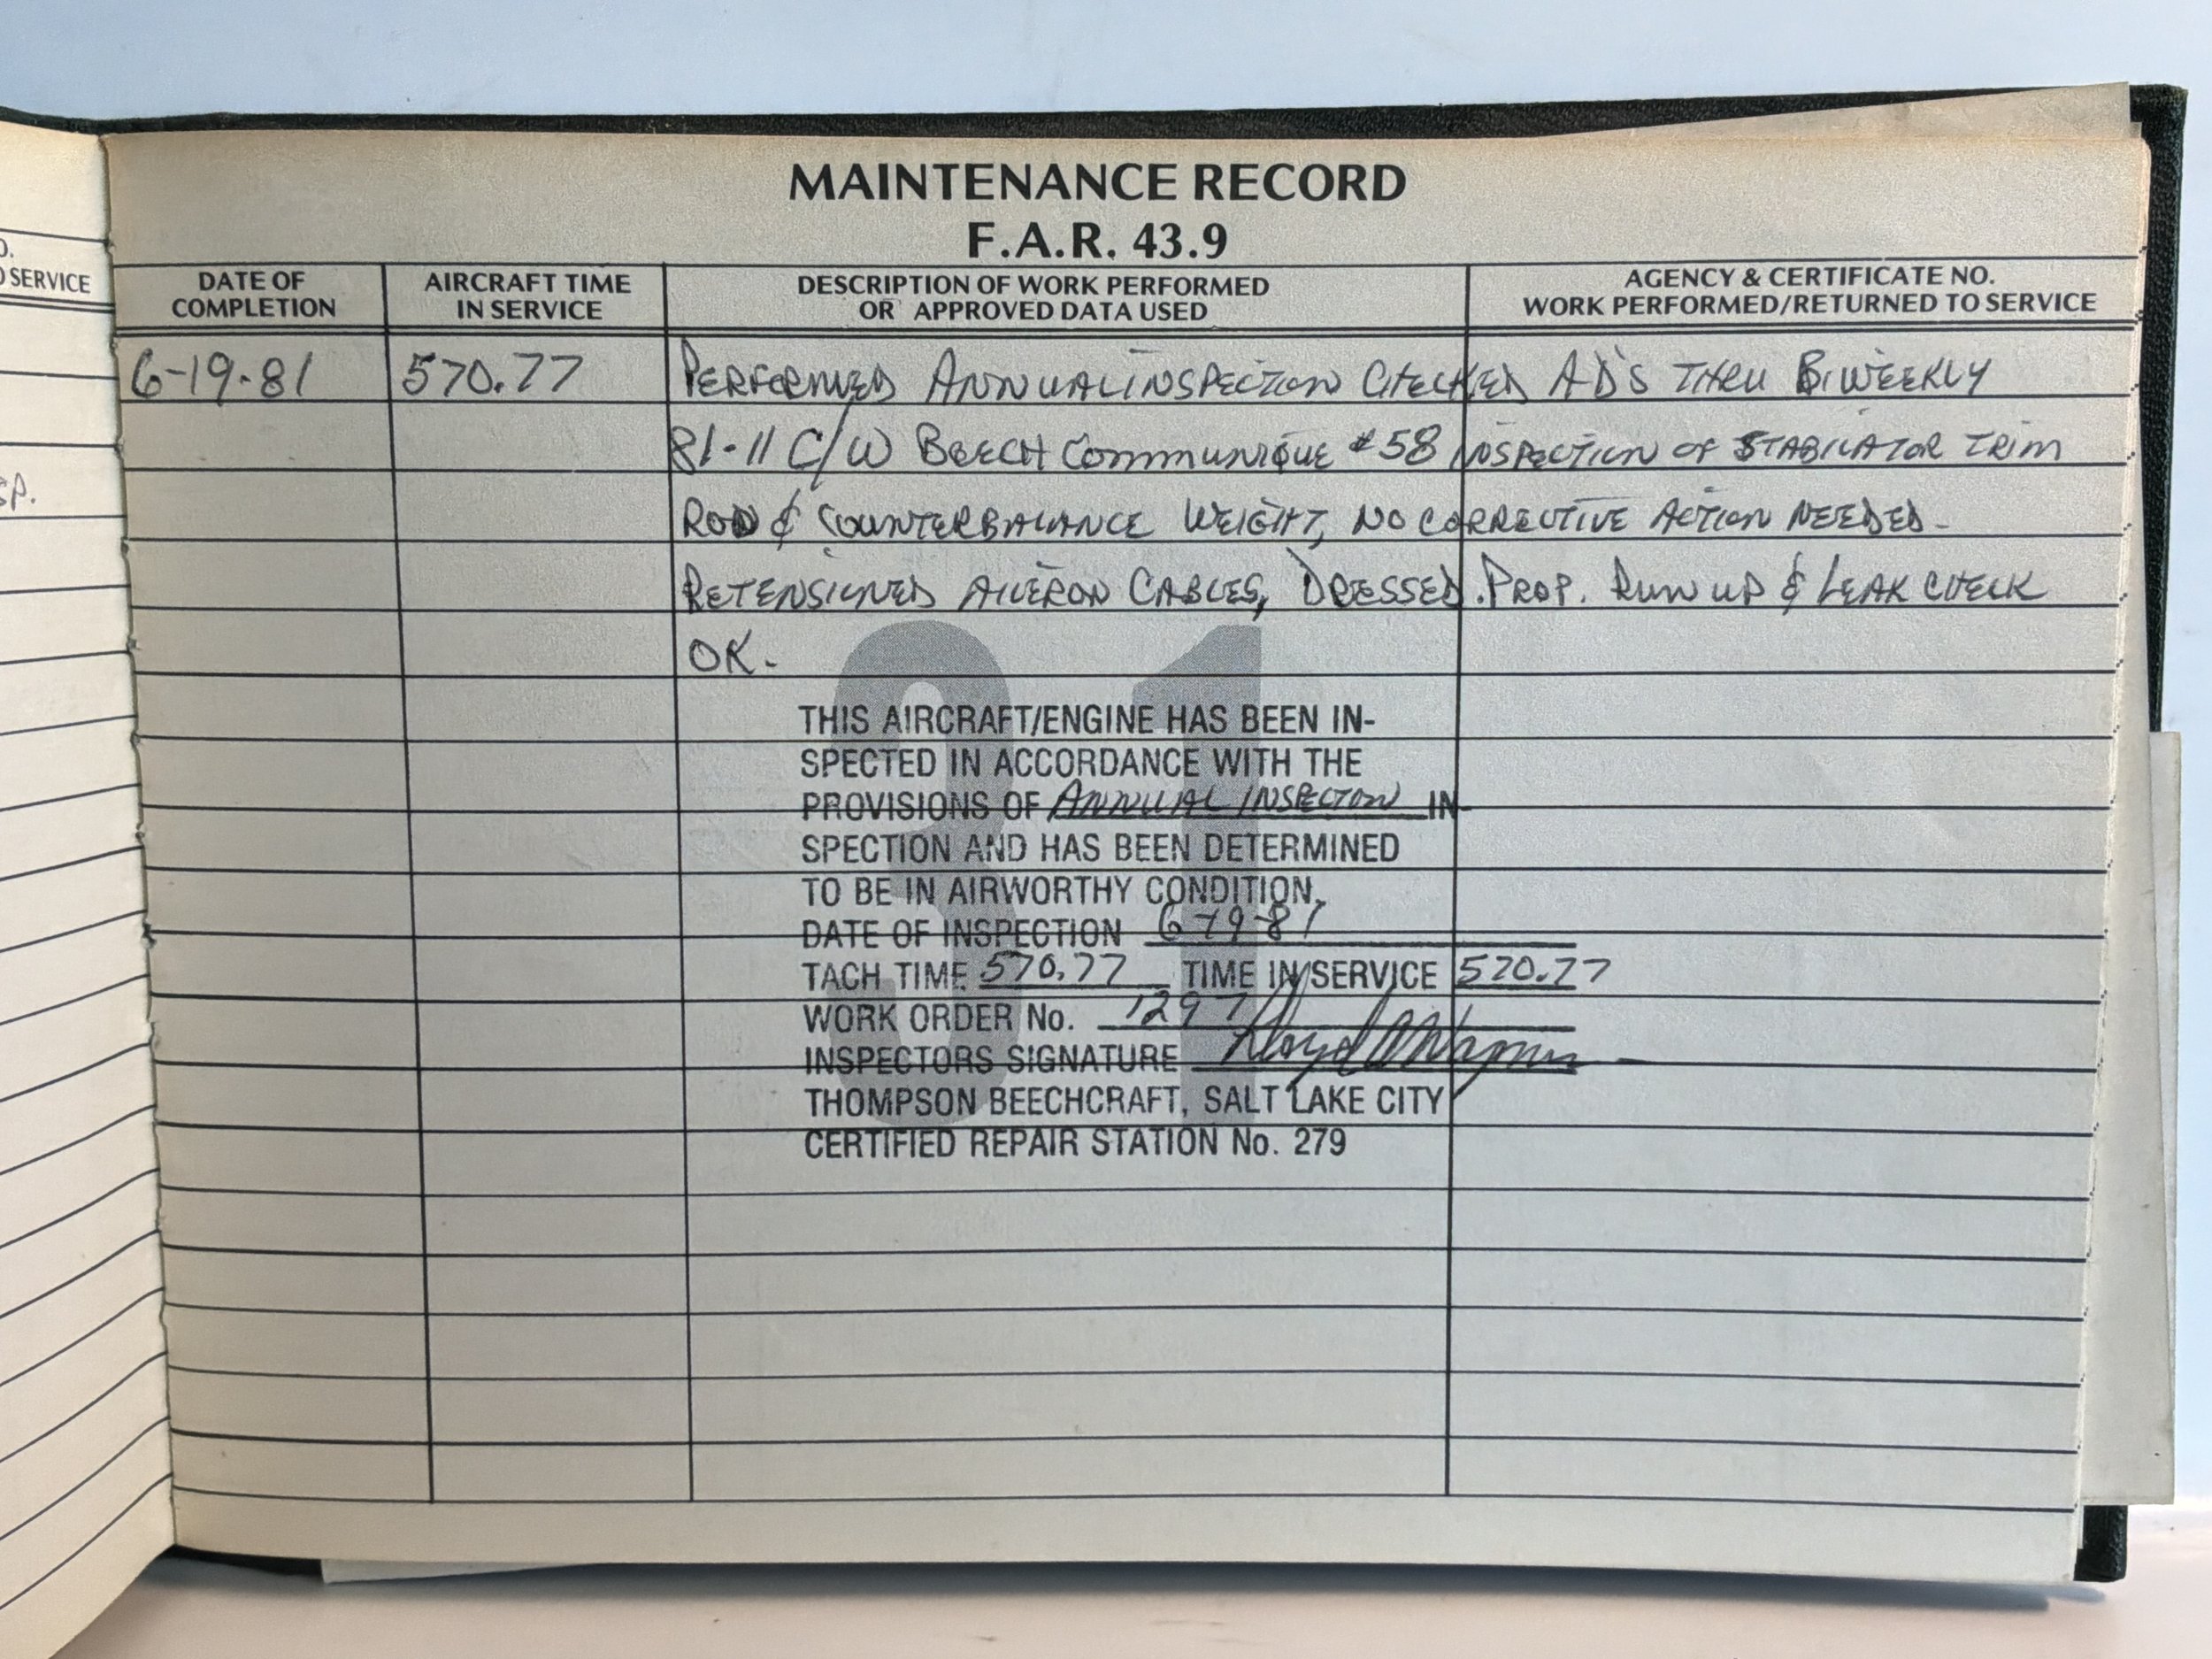 O.
O SERVICE
SP.
MAINTENANCE RECORD
F.A.R. 43.9
DATE OF
COMPLETION
AIRCRAFT TIME
IN SERVICE
DESCRIPTION OF WORK PERFORMED
OR APPROVED DATA USED
AGENCY & CERTIFICATE NO.
WORK PERFORMED/RETURNED TO SERVICE
6-19-81 570.77 PERFORMED ANNUAL INSPECTION CHECKED AD'S THRU BIWEEKLY
81-11 C/W BEECH COMMUNIQUE #58 INSPECTION OF STABILATOR TRIM
ROD & COUNTERBALANCE WEIGHT, NO CORRECTIVE ACTION NEEDED-
RETENSIONED AILERON CABLES, DRESSED PROP. RUN UP & LEAK CHECK
OK-
31
THIS AIRCRAFT/ENGINE HAS BEEN IN-
SPECTED IN ACCORDANCE WITH THE
PROVISIONS OF ANNUAL INSPECTON IN-
SPECTION AND HAS BEEN DETERMINED
TO BE IN AIRWORTHY CONDITION.
DATE OF INSPECTION 6-19-81
TACH TIME 570.77 TIME IN SERVICE 570.77
WORK ORDER No. 1297
INSPECTORS SIGNATURE Lloyd
THOMPSON BEECHCRAFT, SALT LAKE CITY
CERTIFIED REPAIR STATION No. 279